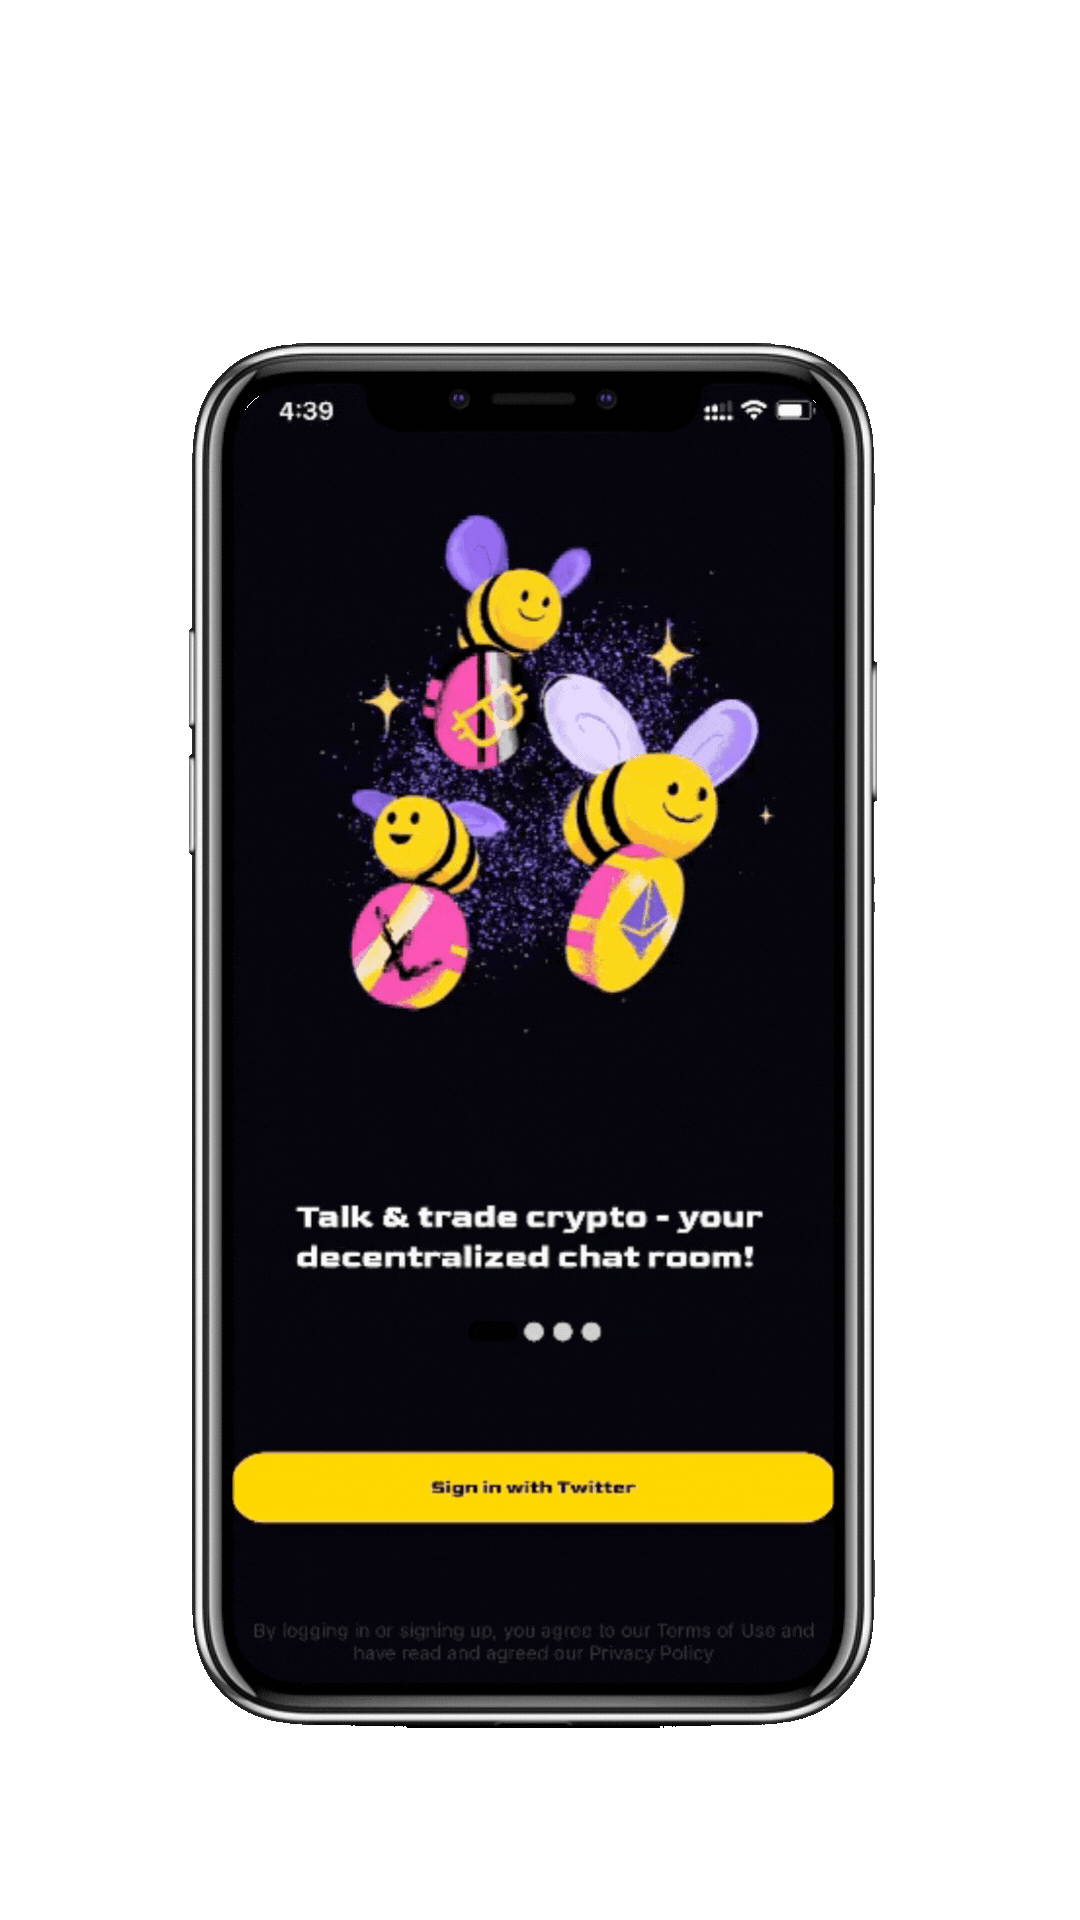 4:39
Talk & trade crypto - your
decentralized chat room!
Sign in with Twitter
By logging in or signing up, you agree to our Terms of Use and
have read and agreed our Privacy Policy